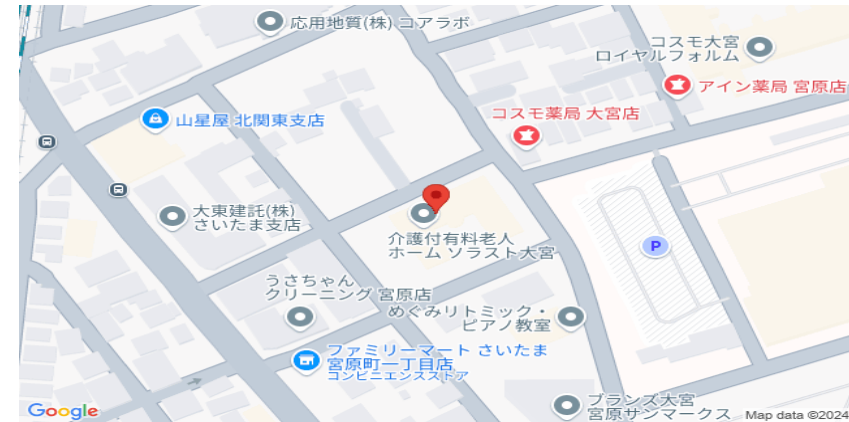 応用地質(株) コアラボ
コスモ大宮
ロイヤルフォルム
アイン薬局 宮原店
コスモ薬局 大宮店
山星屋 北関東支店
大東建託(株)
さいたま支店
介護付有料老人
ホーム ソラスト大宮
P
うさちゃん
クリーニング 宮原店
めぐみリトミック・
ピアノ教室
ファミリーマート さいたま
宮原町一丁目店
コンビニエンスストア
ブランズ大宮
宮原サンマークス
Google
Map data ©2024